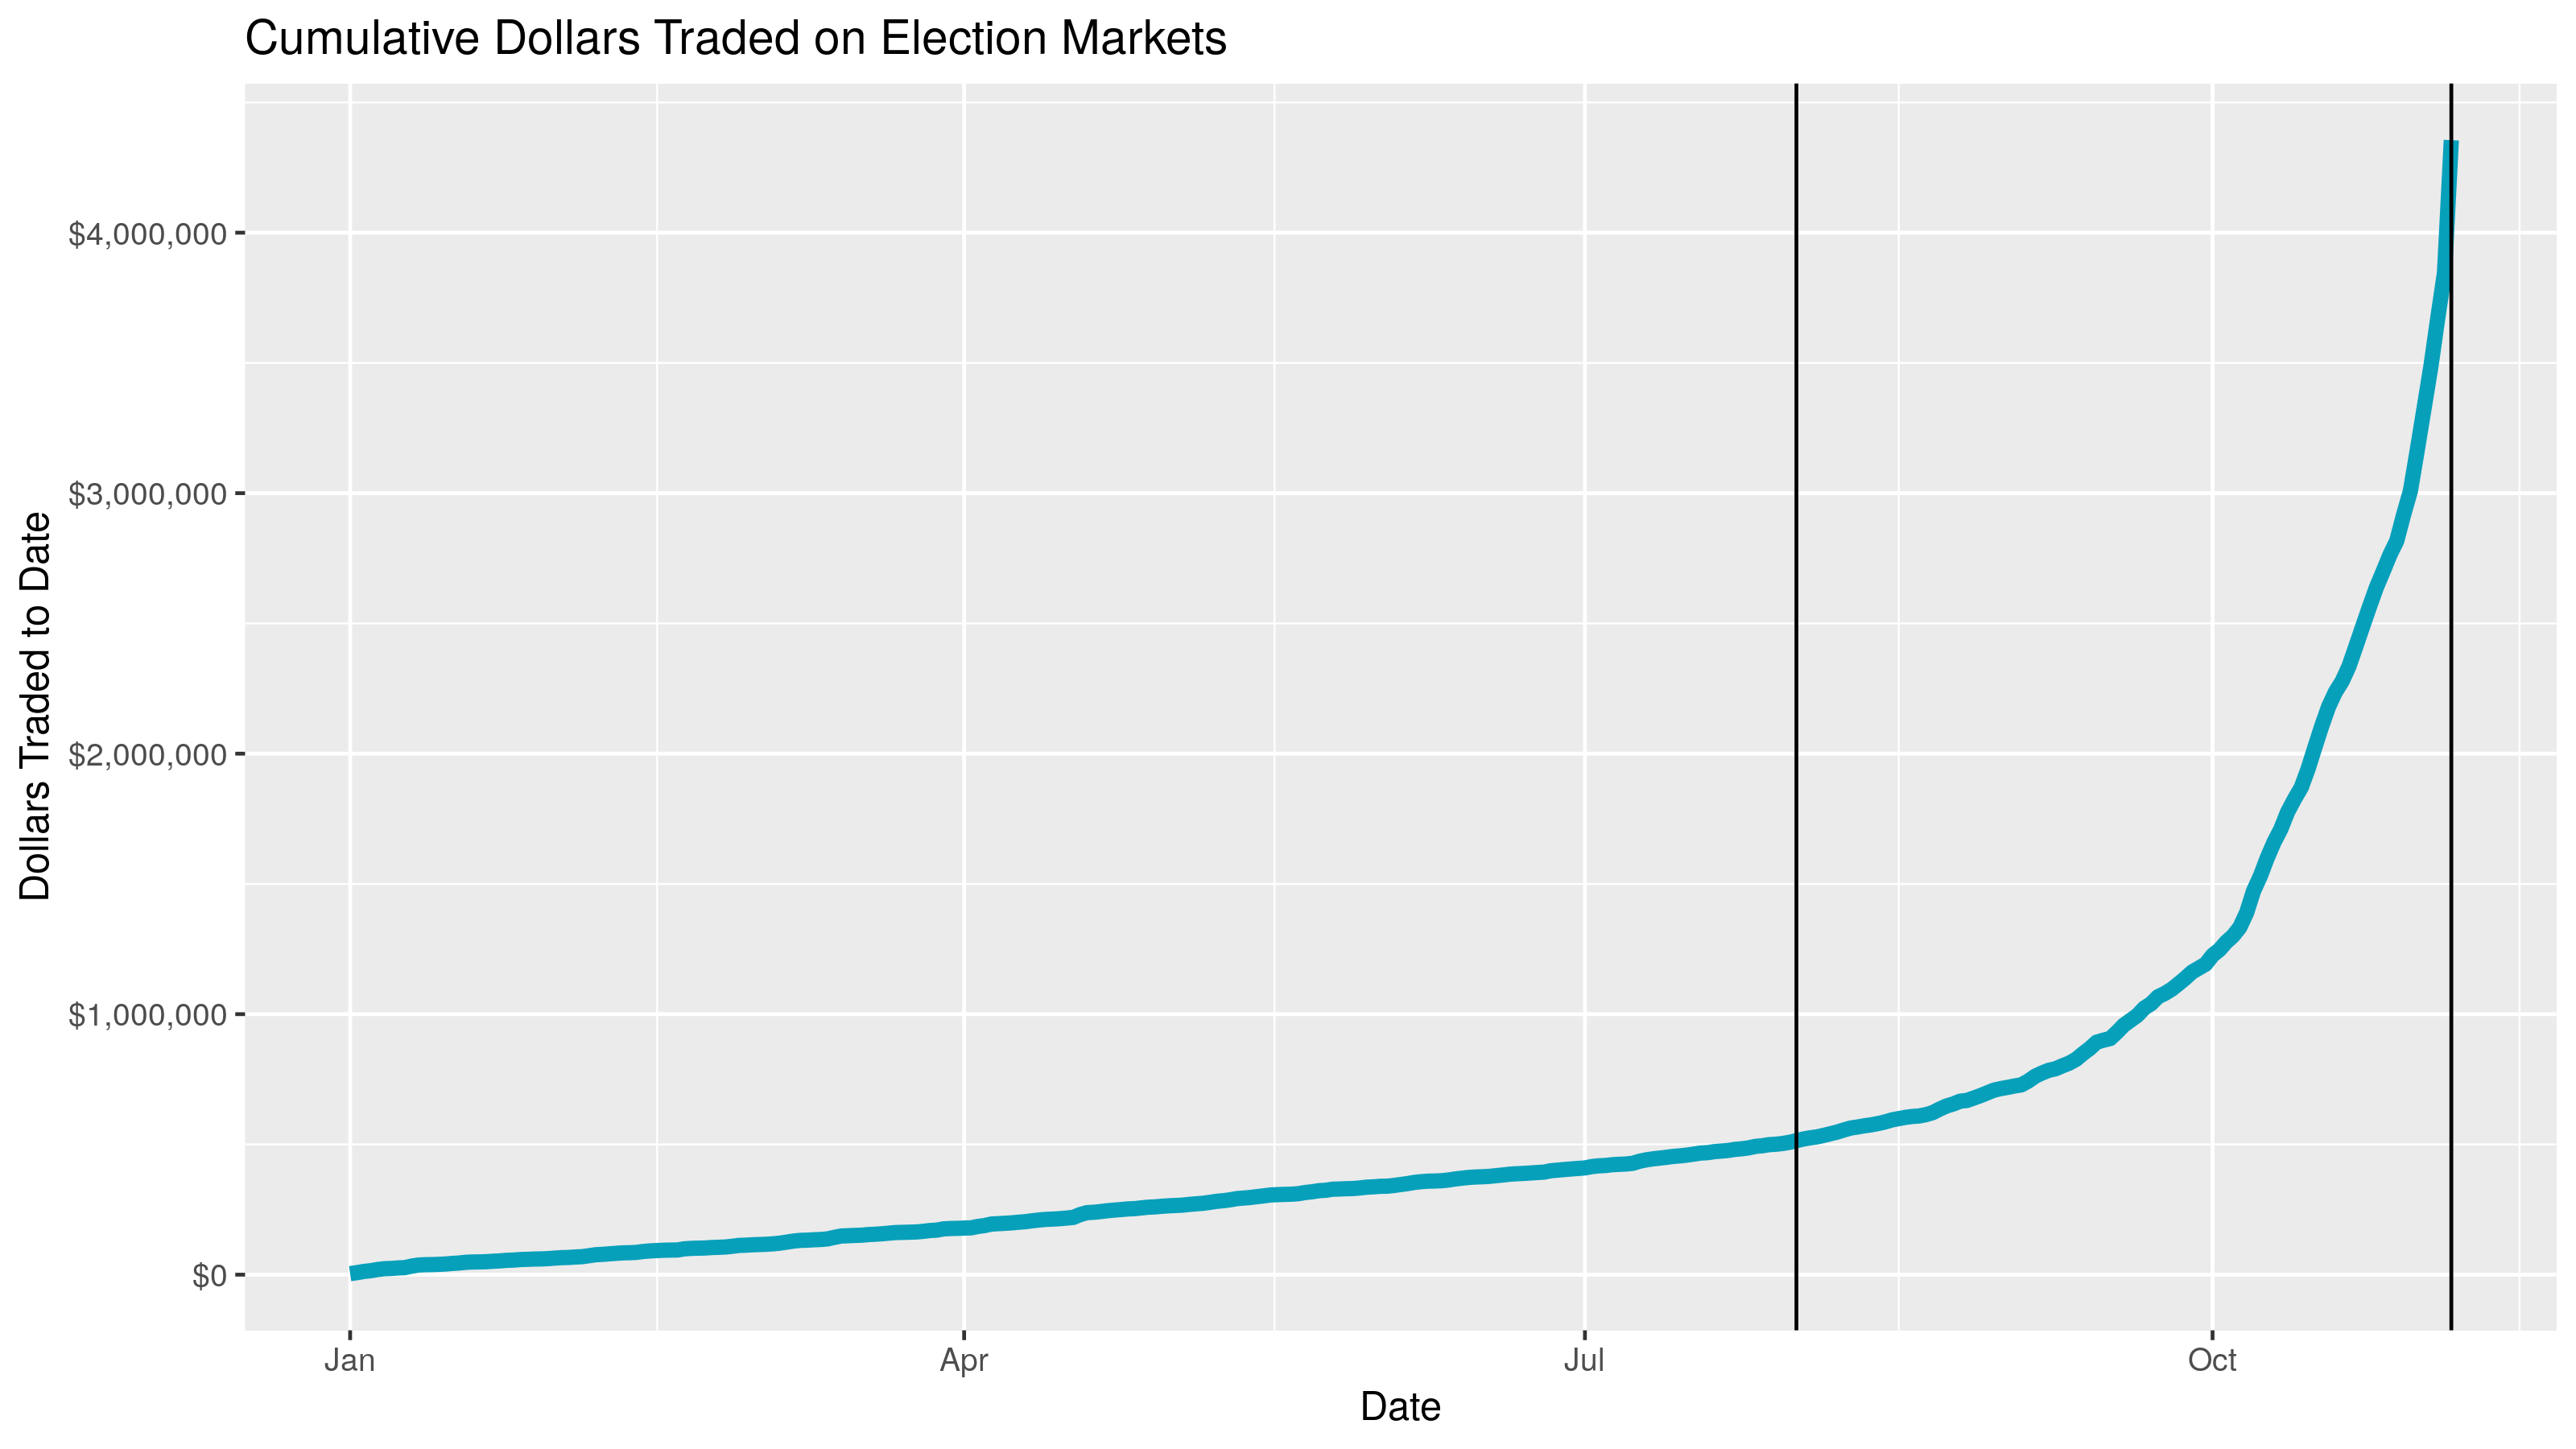 Cumulative Dollars Traded on Election Markets
Dollars Traded to Date
$4,000,000
$3,000,000
$2,000,000
$1,000,000
$0
Jan Apr Jul Oct
Date